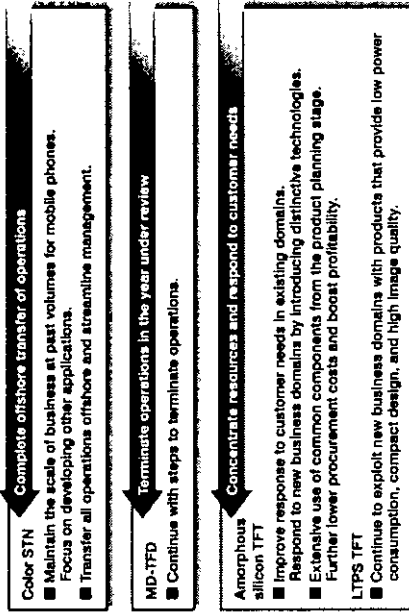 Color STN
Complete offshore transfer of operations
■ Maintain the scale of business at past volumes for mobile phones.
Focus on developing other applications.
■ Transfer all operations offshore and streamline management.
MD-TFD
Terminate operations in the year under review
■ Continue with steps to terminate operations.
Amorphous
silicon TFT
Concentrate resources and respond to customer needs
■ Improve response to customer needs in existing domains.
Respond to new business domains by introducing distinctive technologies.
■ Extensive use of common components from the product planning stage.
Further lower procurement costs and boost profitability.
LTPS TFT
■ Continue to exploit new business domains with products that provide low power
consumption, compact design, and high image quality.